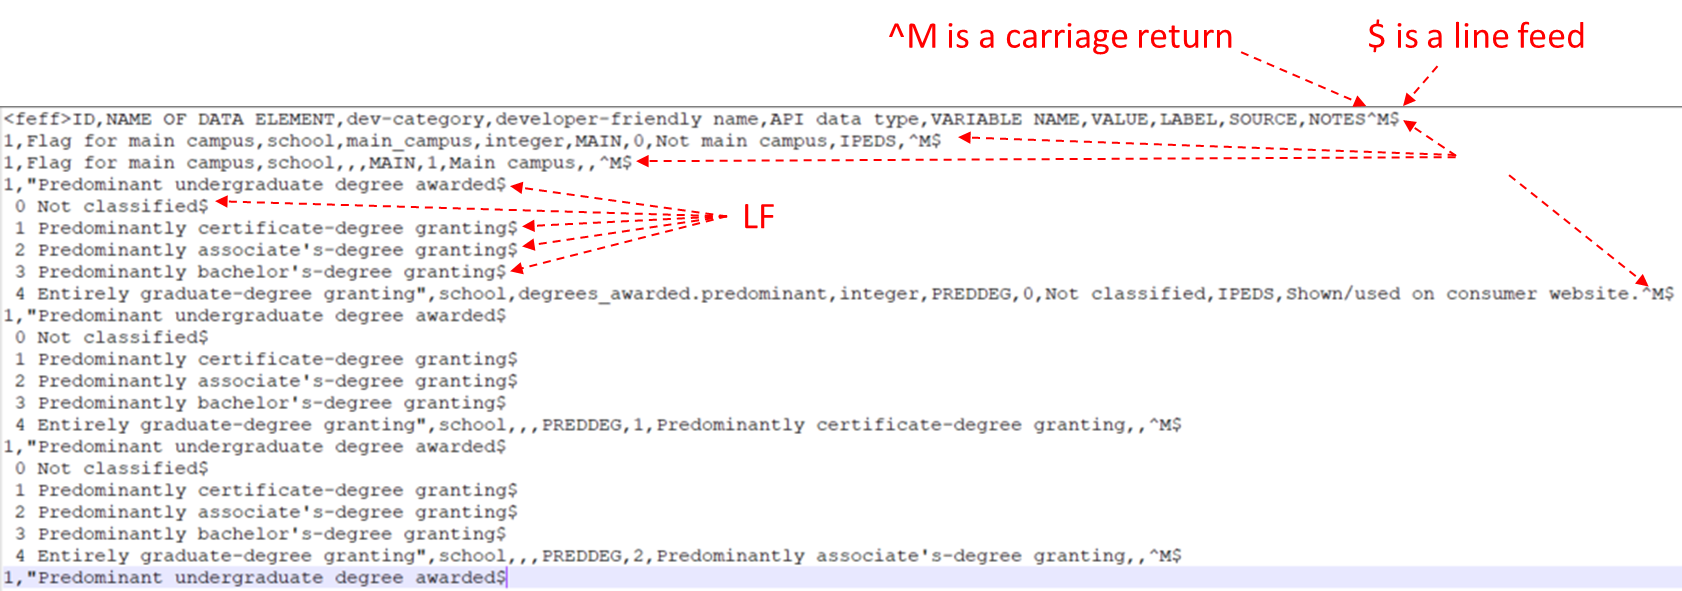 ^M is a carriage return
$ is a line feed
<feff>ID,NAME OF DATA ELEMENT,dev-category,developer-friendly name,API data type,VARIABLE NAME,VALUE,LABEL,SOURCE,NOTES^M$
1,Flag for main campus,school,main_campus,integer,MAIN,0,Not main campus,IPEDS,^M$
1,Flag for main campus,school,,,MAIN,1,Main campus,,^M$
1,"Predominant undergraduate degree awarded$
0 Not classified$
LF
1 Predominantly certificate-degree granting$
2 Predominantly associate's-degree granting$
3 Predominantly bachelor's-degree granting$
4 Entirely graduate-degree granting",school,degrees_awarded.predominant,integer,PREDDEG,0,Not classified,IPEDS,Shown/used on consumer website.^M$
1,"Predominant undergraduate degree awarded$
0 Not classified$
1 Predominantly certificate-degree granting$
2 Predominantly associate's-degree granting$
3 Predominantly bachelor's-degree granting$
4 Entirely graduate-degree granting",school,,,PREDDEG,1,Predominantly certificate-degree granting,,^M$
1,"Predominant undergraduate degree awarded$
0 Not classified$
1 Predominantly certificate-degree granting$
2 Predominantly associate's-degree granting$
3 Predominantly bachelor's-degree granting$
4 Entirely graduate-degree granting",school,,,PREDDEG,2,Predominantly associate's-degree granting,,^M$
1,"Predominant undergraduate degree awarded$